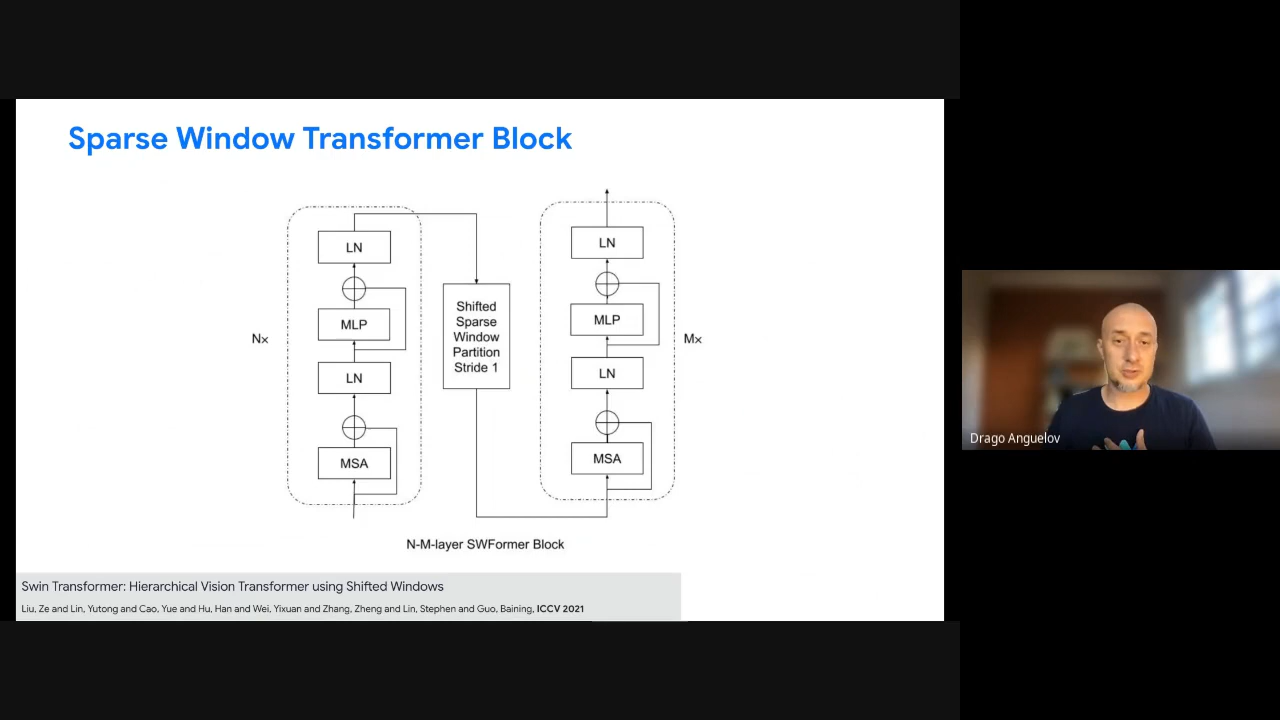 Sparse Window Transformer Block
LN
MLP
LN
MSA
N×
Shifted
Sparse
Window
Partition
Stride 1
LN
MLP
LN
MSA
M×
N-M-layer SWFormer Block
Swin Transformer: Hierarchical Vision Transformer using Shifted Windows
Liu, Ze and Lin, Yutong and Cao, Yue and Hu, Han and Wei, Yixuan and Zhang, Zheng and Lin, Stephen and Guo, Baining, ICCV 2021
Drago Anguelov